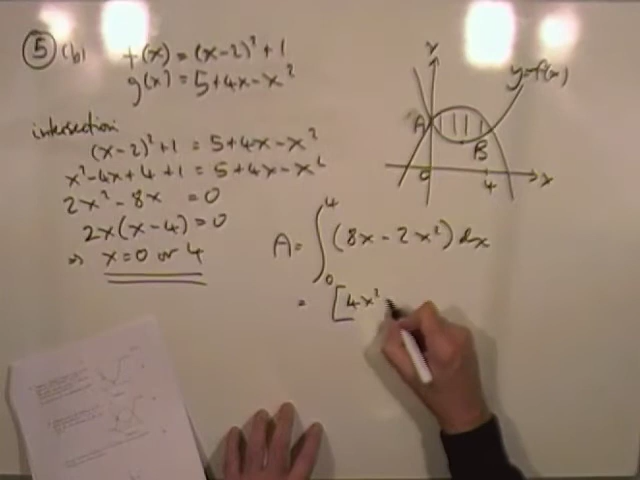 5 (b) f(x) = (x-2)² + 1
g(x) = 5 + 4x - x²
intersection
(x-2)² + 1 = 5 + 4x - x²
x² - 4x + 4 + 1 = 5 + 4x - x²
2x² - 8x = 0
2x(x-4) = 0
⇒ x = 0 or 4
y
y=f(x)
A
B
O
4
x
A = ∫₀⁴ (8x - 2x²) dx
= [4x²